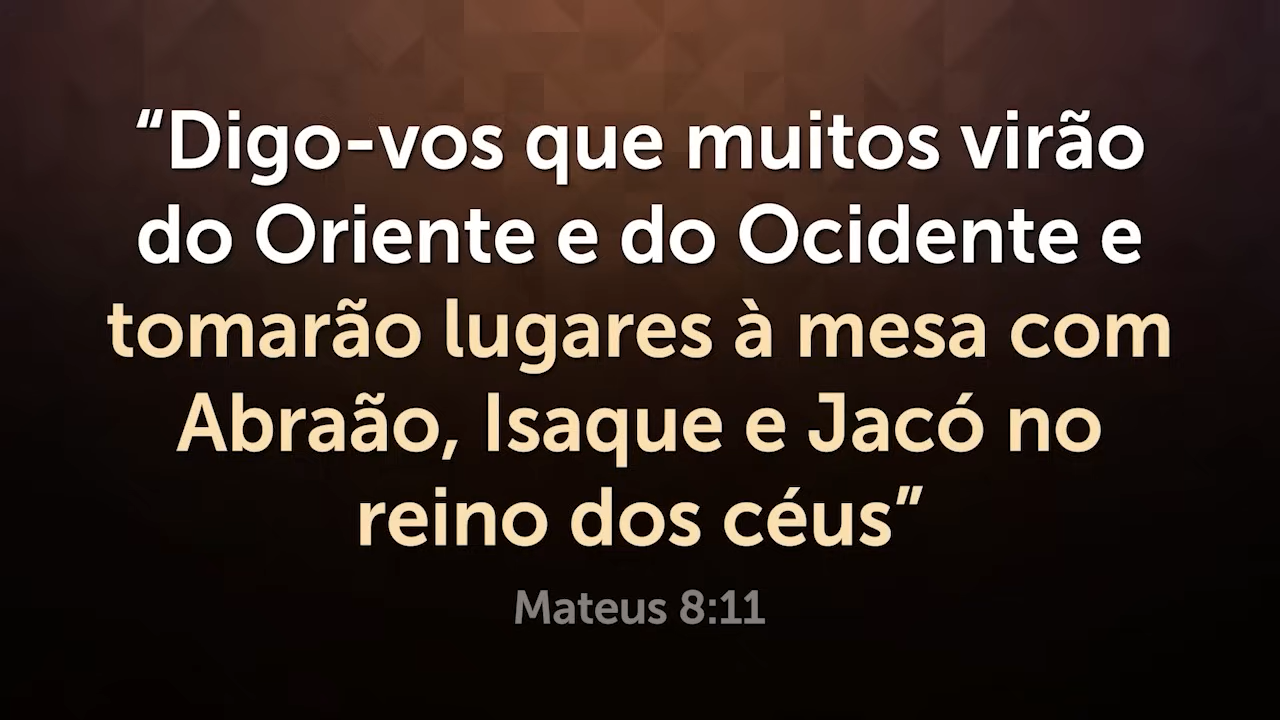 “Digo-vos que muitos virão
do Oriente e do Ocidente e
tomarão lugares à mesa com
Abraão, Isaque e Jacó no
reino dos céus”
Mateus 8:11